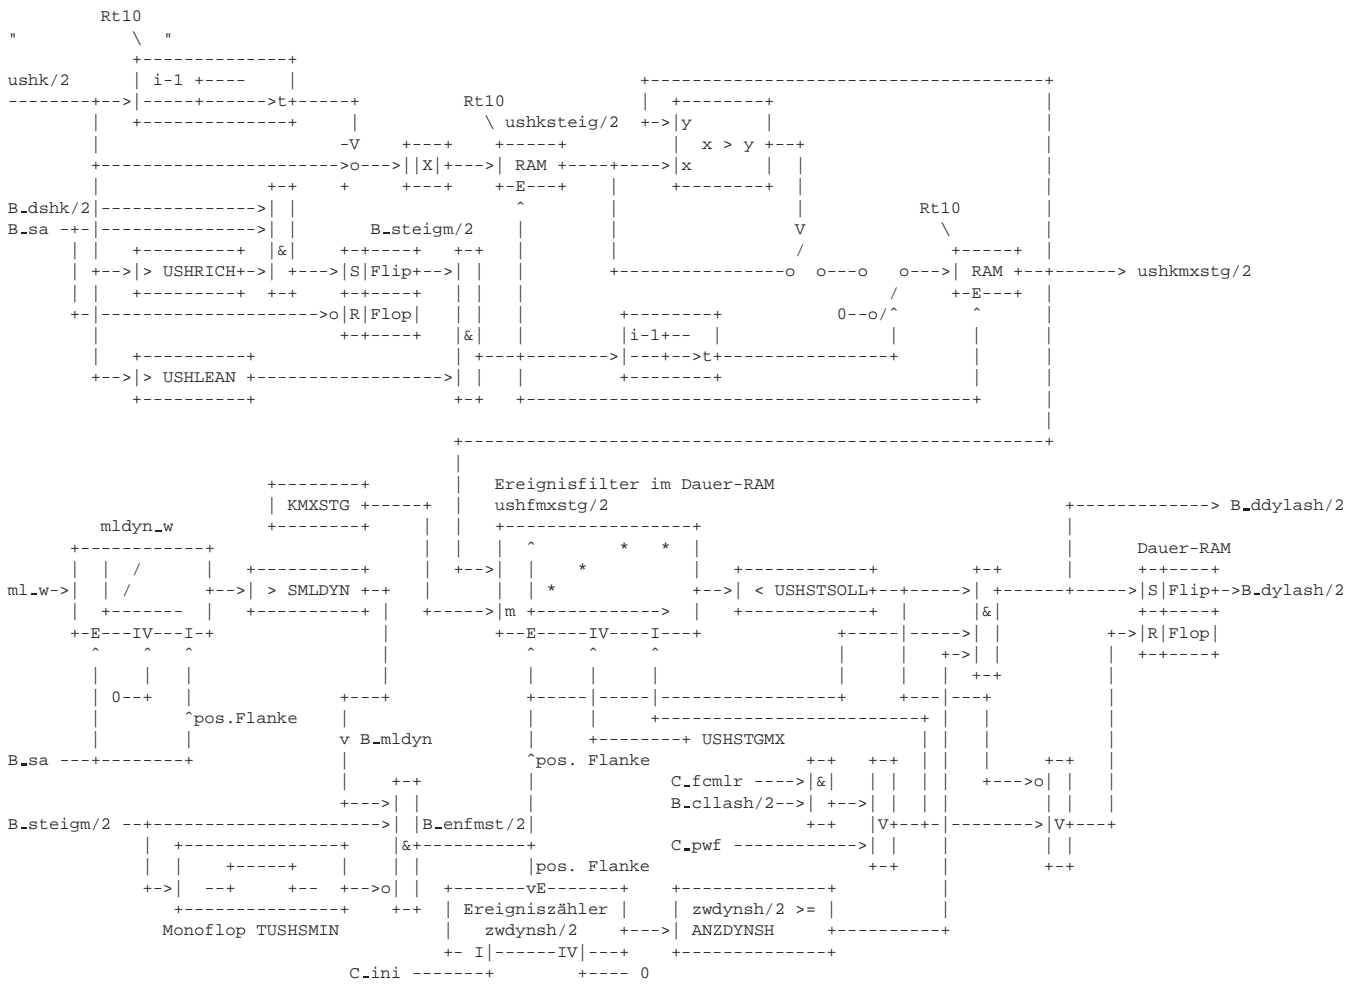 Rt10
" \ "
+--------------+
ushk/2 | i-1 +---- |
--------+-->|-----+------>t+------+ Rt10 | +--------+
| +--------------+ | \ ushksteig/2 +->|y |
| -V +---+ +-----+ | x > y +--+
+------------------------>o--->||X|+--->| RAM +----+----->|x | |
| +-+ + +---+ +-E---+ | +--------+ |
B_dshk/2|--------------->| | ^ | | Rt10
B_sa -+-|--------------->| | B_steigm/2 | | V \
| | +----------+ |&| +-+-----+ +-+ | | / +-----+
| +-->|> USHRICH+->| +---->|S|Flip+--->| | | +----------------o o---o o--->| RAM +--+------> ushkmxstg/2
| | +----------+ +-+ +-+-----+ | | | / +-E---+ |
+-|--------------------->o|R|Flop| | | | +--------+ 0--o/^ ^ |
| +-+-----+ |&| | |i-1+-- | | | |
| +-----------+ | +---+--------->|---+-->t+-----------------+ | |
+-->|> USHLEAN +------------------->| | | +--------+ | |
+-----------+ +-+ +-------------------------------------------+ |
+---------------------------------------------------------+
+--------+ | Ereignisfilter im Dauer-RAM
| KMXSTG +------+ | ushfmxstg/2 +--------------> B_ddylash/2
mldyn_w +--------+ | | +-------------------+ |
+------------+ | | | ^ * * | | Dauer-RAM
| | / | +-----------+ | +-->| | * | +-------------+ +-+ | +-+-----+
ml_w->| | / +--->| > SMLDYN +-+ | | | * +--->| < USHSTSOLL+--+------>| +------+------>|S|Flip+->B_dylash/2
| +------- | +-----------+ | +------>|m +-------------> | +-------------+ | |&| +-+-----+
+-E---IV---I-+ | +--E-----IV----I---+ +-----|----->| | +->|R|Flop|
^ ^ ^ | ^ ^ ^ | | +->| | | +-+-----+
| | | | | | | | | | +-+ |
| 0--+ | +---+ +-----|-----|-----------------+ +---|---+
| ^pos.Flanke | | | +--------------------------+
| | v B_mldyn | +--------+ USHSTGMX
B_sa ---+--------+ | ^pos. Flanke +-+ +-+ | | | +-+
| +-+ | C_fcmlr ---->|&| | | | | +---->o| |
+---->| | | B_cllash/2-->| +--->| | | | | |
B_steigm/2 --+----------------------->| | |B_enfmst/2| +-+ |V+--+-|--------->|V+---+
| +----------------+ |&+-----------+ C_pwf ------------->| | | | |
| | +-----+ | | | |pos. Flanke +-+ | +-+
+-->| --+ +-- +--->o| | +-------vE-------+ +---------------+ |
+----------------+ +-+ | Ereigniszähler | | zwdynsh/2 >= | |
Monoflop TUSHSMIN | zwdynsh/2 +---->| ANZDYNSH +-----------+
+- I|------IV|---+ +---------------+
C_ini -------+ +---- 0